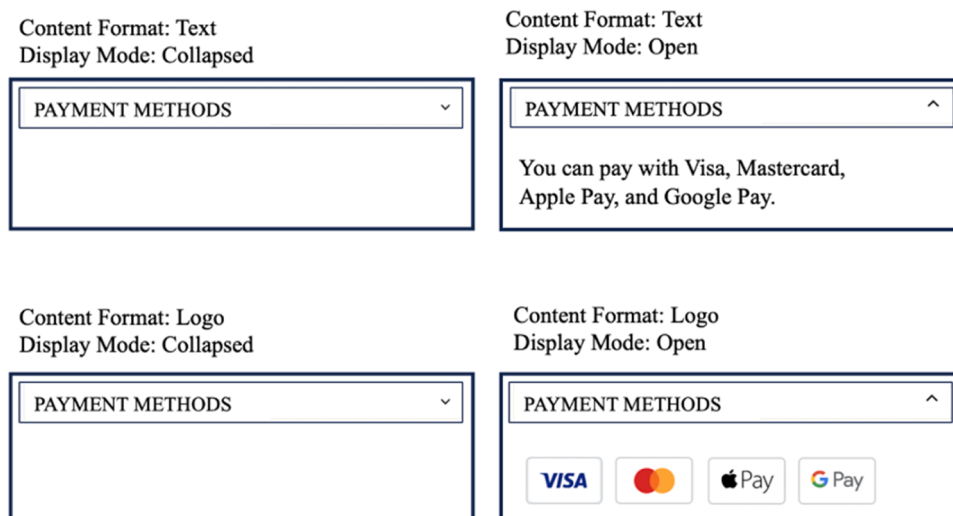 Content Format: Text
Display Mode: Collapsed
PAYMENT METHODS
Content Format: Text
Display Mode: Open
PAYMENT METHODS
You can pay with Visa, Mastercard,
Apple Pay, and Google Pay.
Content Format: Logo
Display Mode: Collapsed
PAYMENT METHODS
Content Format: Logo
Display Mode: Open
PAYMENT METHODS
VISA
Pay
G Pay